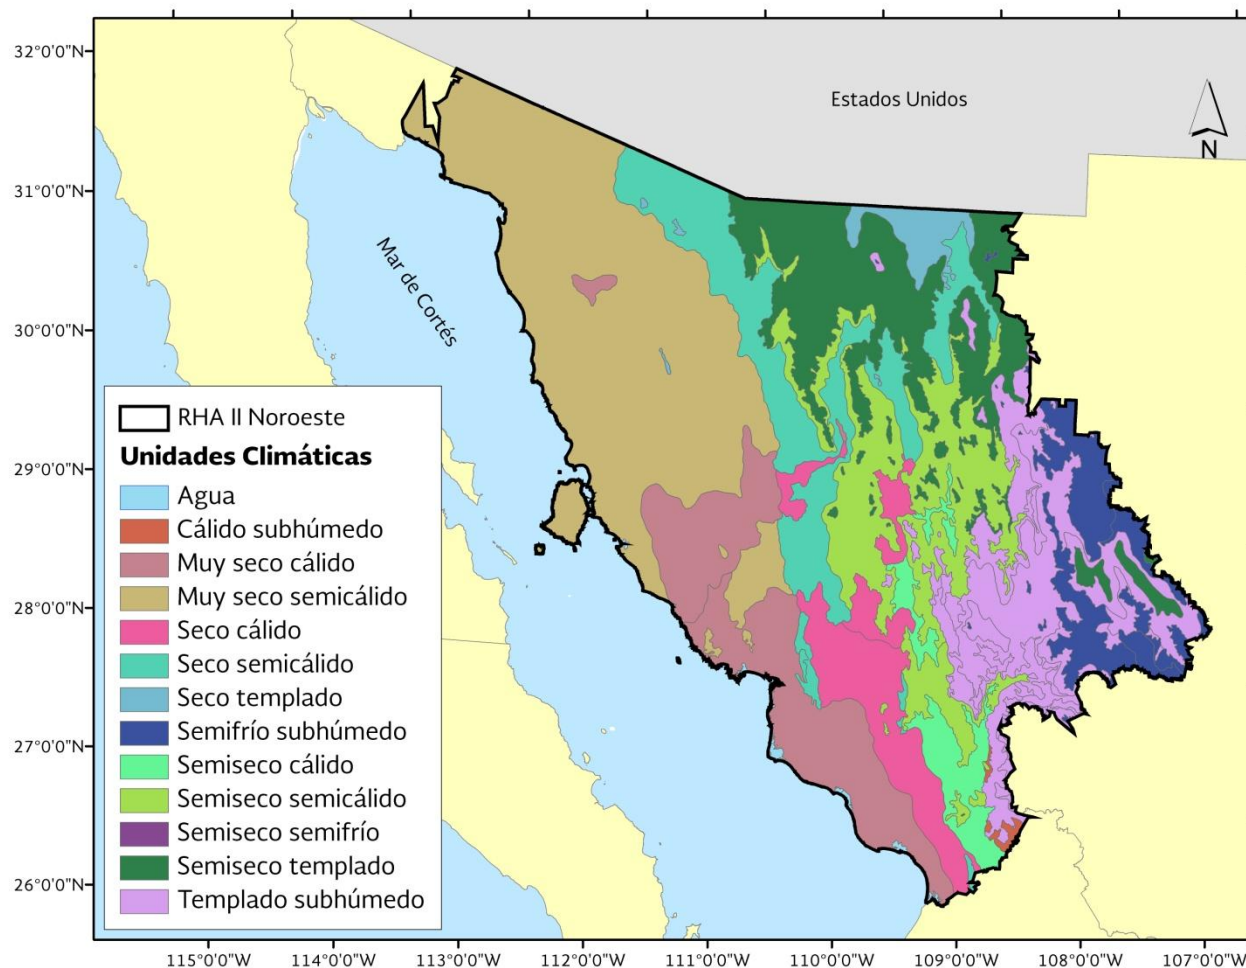 32°0'0"N
31°0'0"N
30°0'0"N
29°0'0"N
28°0'0"N
27°0'0"N
26°0'0"N
Estados Unidos
N
Mar de Cortés
RHA II Noroeste
Unidades Climáticas
Agua
Cálido subhúmedo
Muy seco cálido
Muy seco semicálido
Seco cálido
Seco semicálido
Seco templado
Semifrío subhúmedo
Semiseco cálido
Semiseco semicálido
Semiseco semifrío
Semiseco templado
Templado subhúmedo
115°0'0"W 114°0'0"W 113°0'0"W 112°0'0"W 111°0'0"W 110°0'0"W 109°0'0"W 108°0'0"W 107°0'0"W